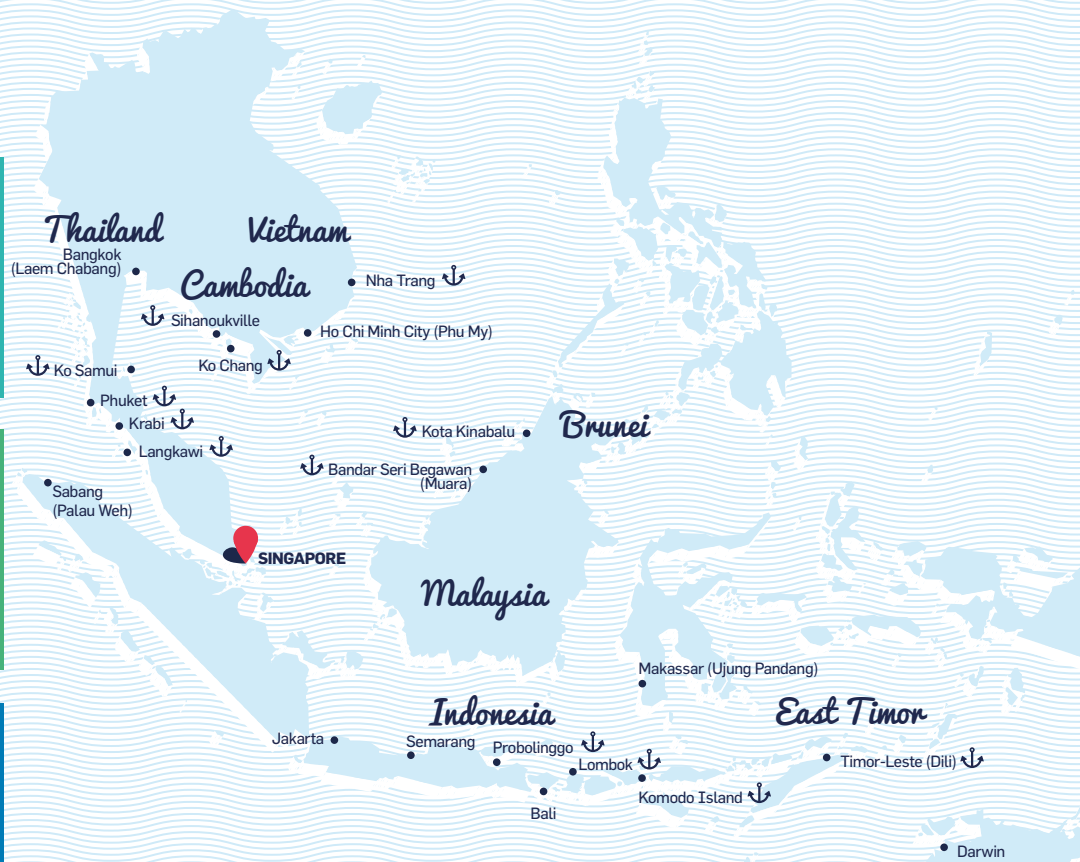 Thailand
Vietnam
Bangkok
(Laem Chabang)
Cambodia
Nha Trang
Sihanoukville
Ho Chi Minh City (Phu My)
Ko Chang
Ko Samui
Phuket
Krabi
Brunei
Kota Kinabalu
Langkawi
Bandar Seri Begawan
(Muara)
Sabang
(Palau Weh)
SINGAPORE
Malaysia
Makassar (Ujung Pandang)
Indonesia
East Timor
Jakarta
Semarang
Probolinggo
Lombok
Timor-Leste (Dili)
Komodo Island
Bali
Darwin